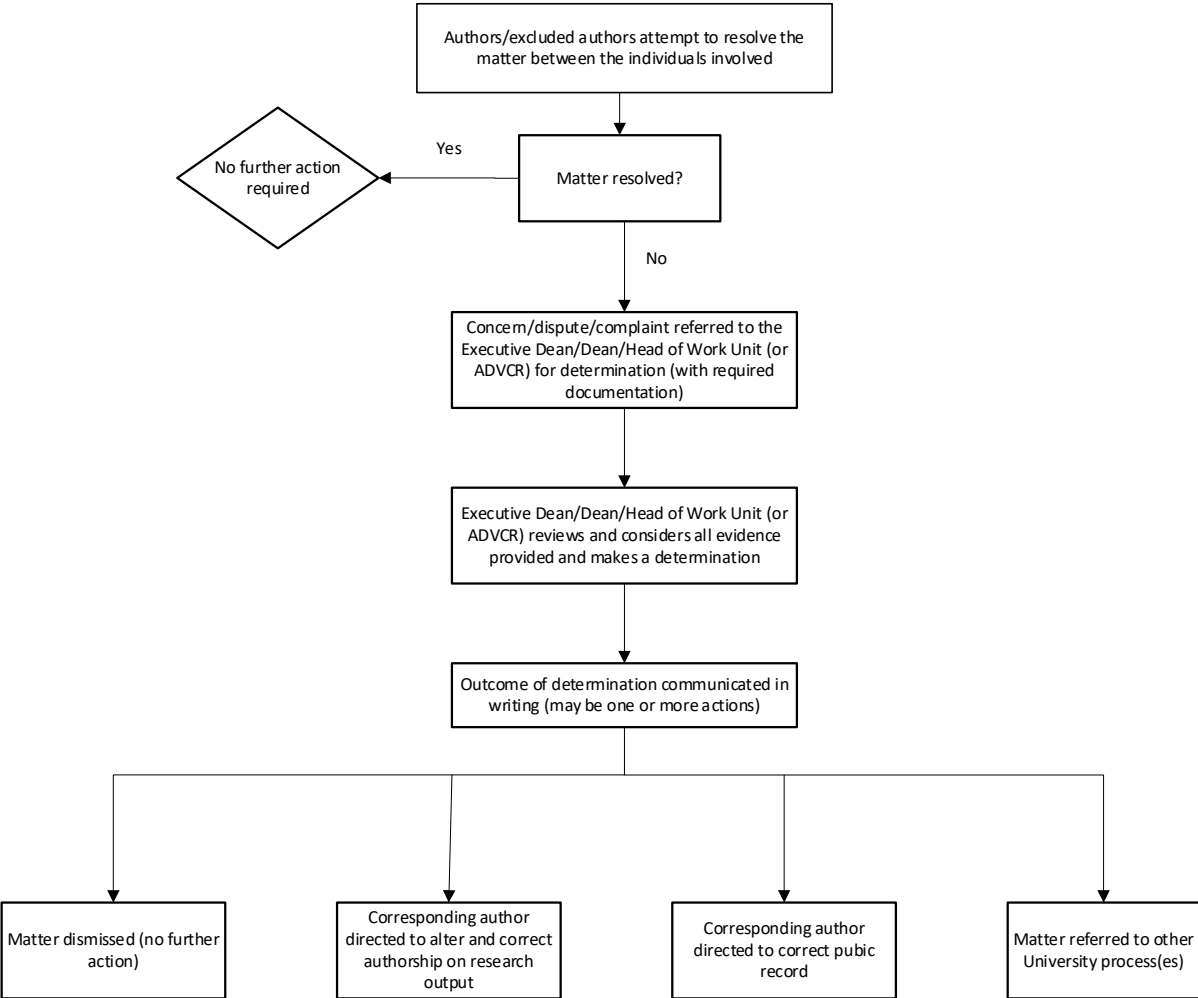 Authors/excluded authors attempt to resolve the
matter between the individuals involved
Yes
No further action
required
Matter resolved?
No
Concern/dispute/complaint referred to the
Executive Dean/Dean/Head of Work Unit (or
ADVCR) for determination (with required
documentation)
Executive Dean/Dean/Head of Work Unit (or
ADVCR) reviews and considers all evidence
provided and makes a determination
Outcome of determination communicated in
writing (may be one or more actions)
Matter dismissed (no further
action)
Corresponding author
directed to alter and correct
authorship on research
output
Corresponding author
directed to correct pubic
record
Matter referred to other
University process(es)